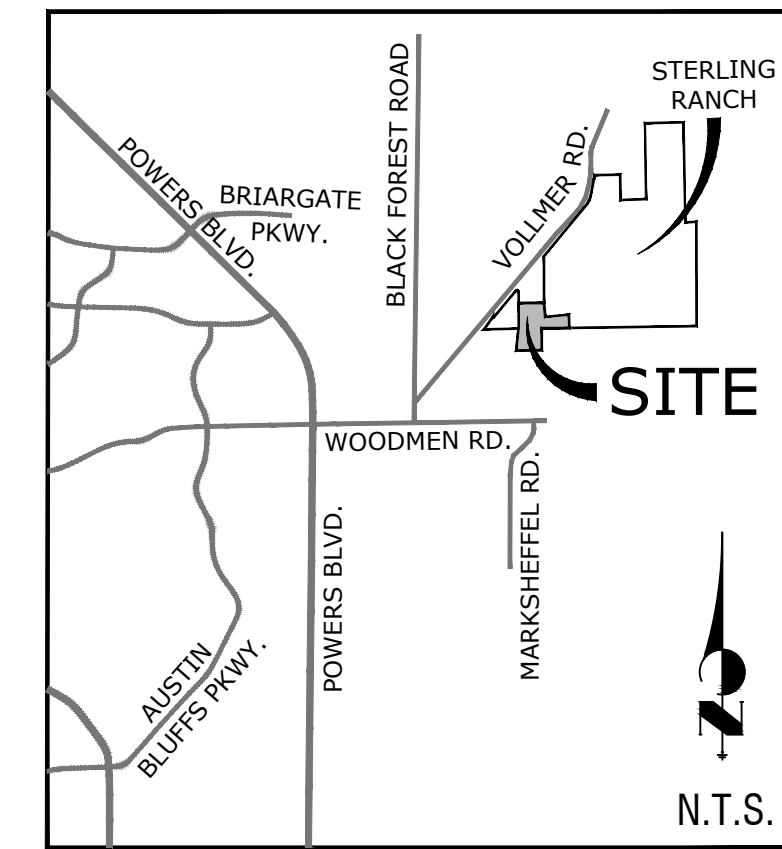 STERLING
RANCH
BLACK FOREST ROAD
VOLLMER RD.
POWERS BLVD.
BRIARGATE
PKWY.
SITE
WOODMEN RD.
MARKSHEFFEL RD.
POWERS BLVD.
AUSTIN
BLUFFS PKWY.
N
N.T.S.